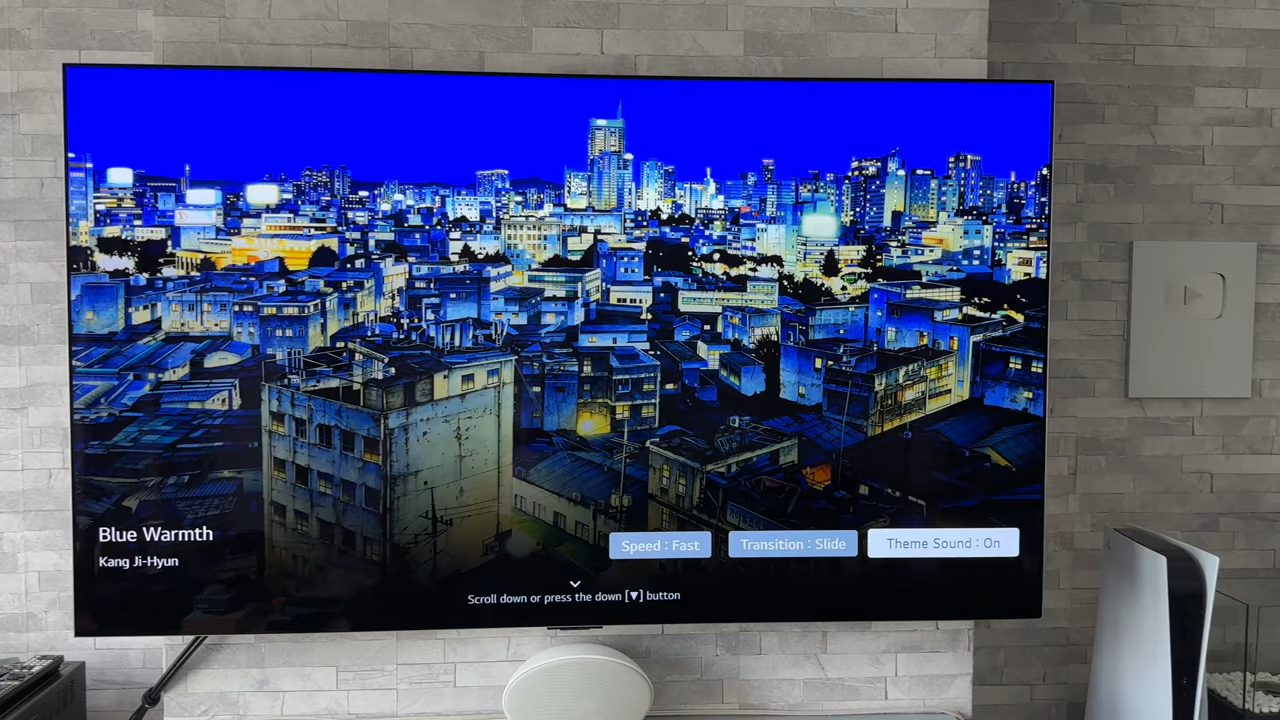 Blue Warmth
Kang Ji-Hyun
Speed : Fast
Transition : Slide
Theme Sound : On
Scroll down or press the down [▼] button